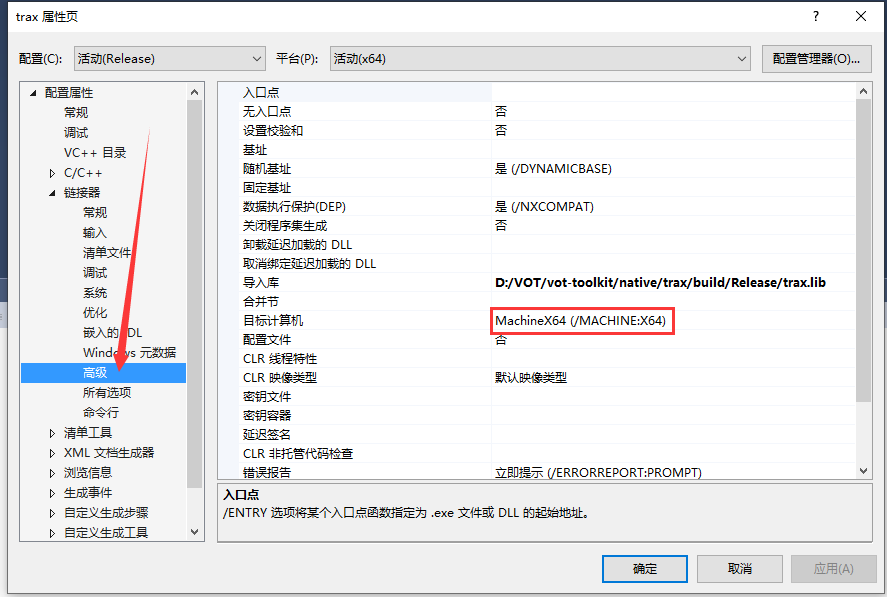 trax 属性页
?
配置(C):
活动(Release)
平台(P):
活动(x64)
配置管理器(O)...
配置属性
常规
调试
VC++ 目录
C/C++
链接器
常规
输入
清单文件
调试
系统
优化
嵌入的 IDL
Windows 元数据
高级
所有选项
命令行
清单工具
XML 文档生成器
浏览信息
生成事件
自定义生成步骤
自定义生成工具
入口点
无入口点 否
设置校验和 否
基址
随机基址 是 (/DYNAMICBASE)
固定基址
数据执行保护(DEP) 是 (/NXCOMPAT)
关闭程序集生成 否
卸载延迟加载的 DLL
取消绑定延迟加载的 DLL
导入库 D:/VOT/vot-toolkit/native/trax/build/Release/trax.lib
合并节
目标计算机 MachineX64 (/MACHINE:X64)
配置文件 否
CLR 线程特性
CLR 映像类型 默认映像类型
密钥文件
密钥容器
延迟签名
CLR 非托管代码检查
错误报告 立即提示 (/ERRORREPORT:PROMPT)
入口点
/ENTRY 选项将某个入口点函数指定为 .exe 文件或 DLL 的起始地址。
确定
取消
应用(A)